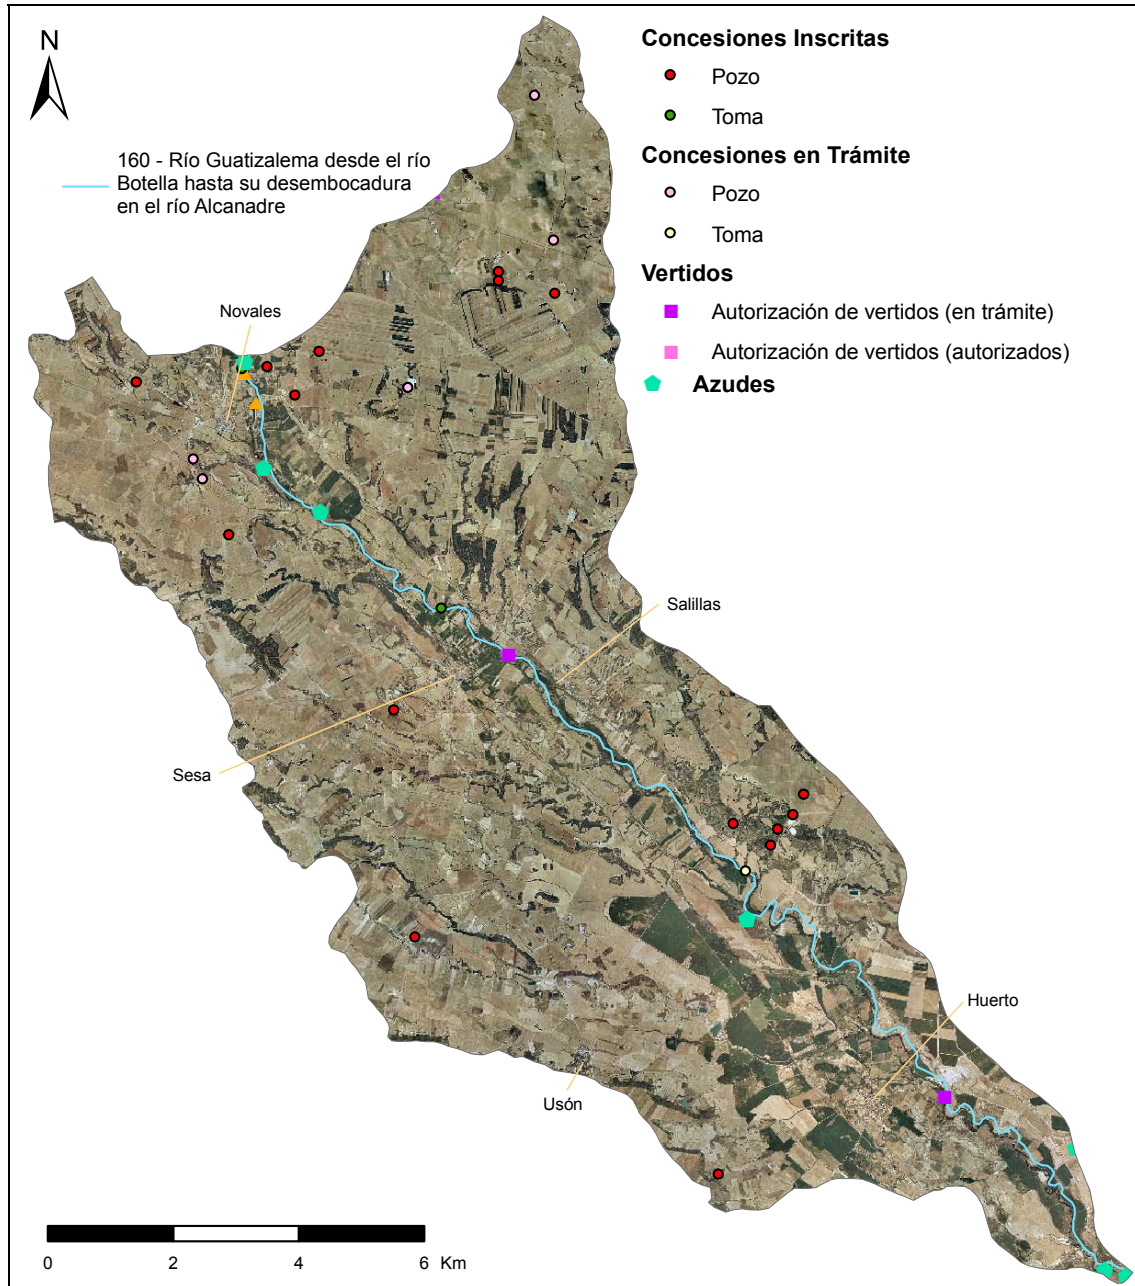 N
160 - Río Guatizalema desde el río
Botella hasta su desembocadura
en el río Alcanadre
Concesiones Inscritas
Pozo
Toma
Concesiones en Trámite
Pozo
Toma
Vertidos
Autorización de vertidos (en trámite)
Autorización de vertidos (autorizados)
Azudes
Novales
Salillas
Sesa
Huerto
Usón
0 2 4 6 Km